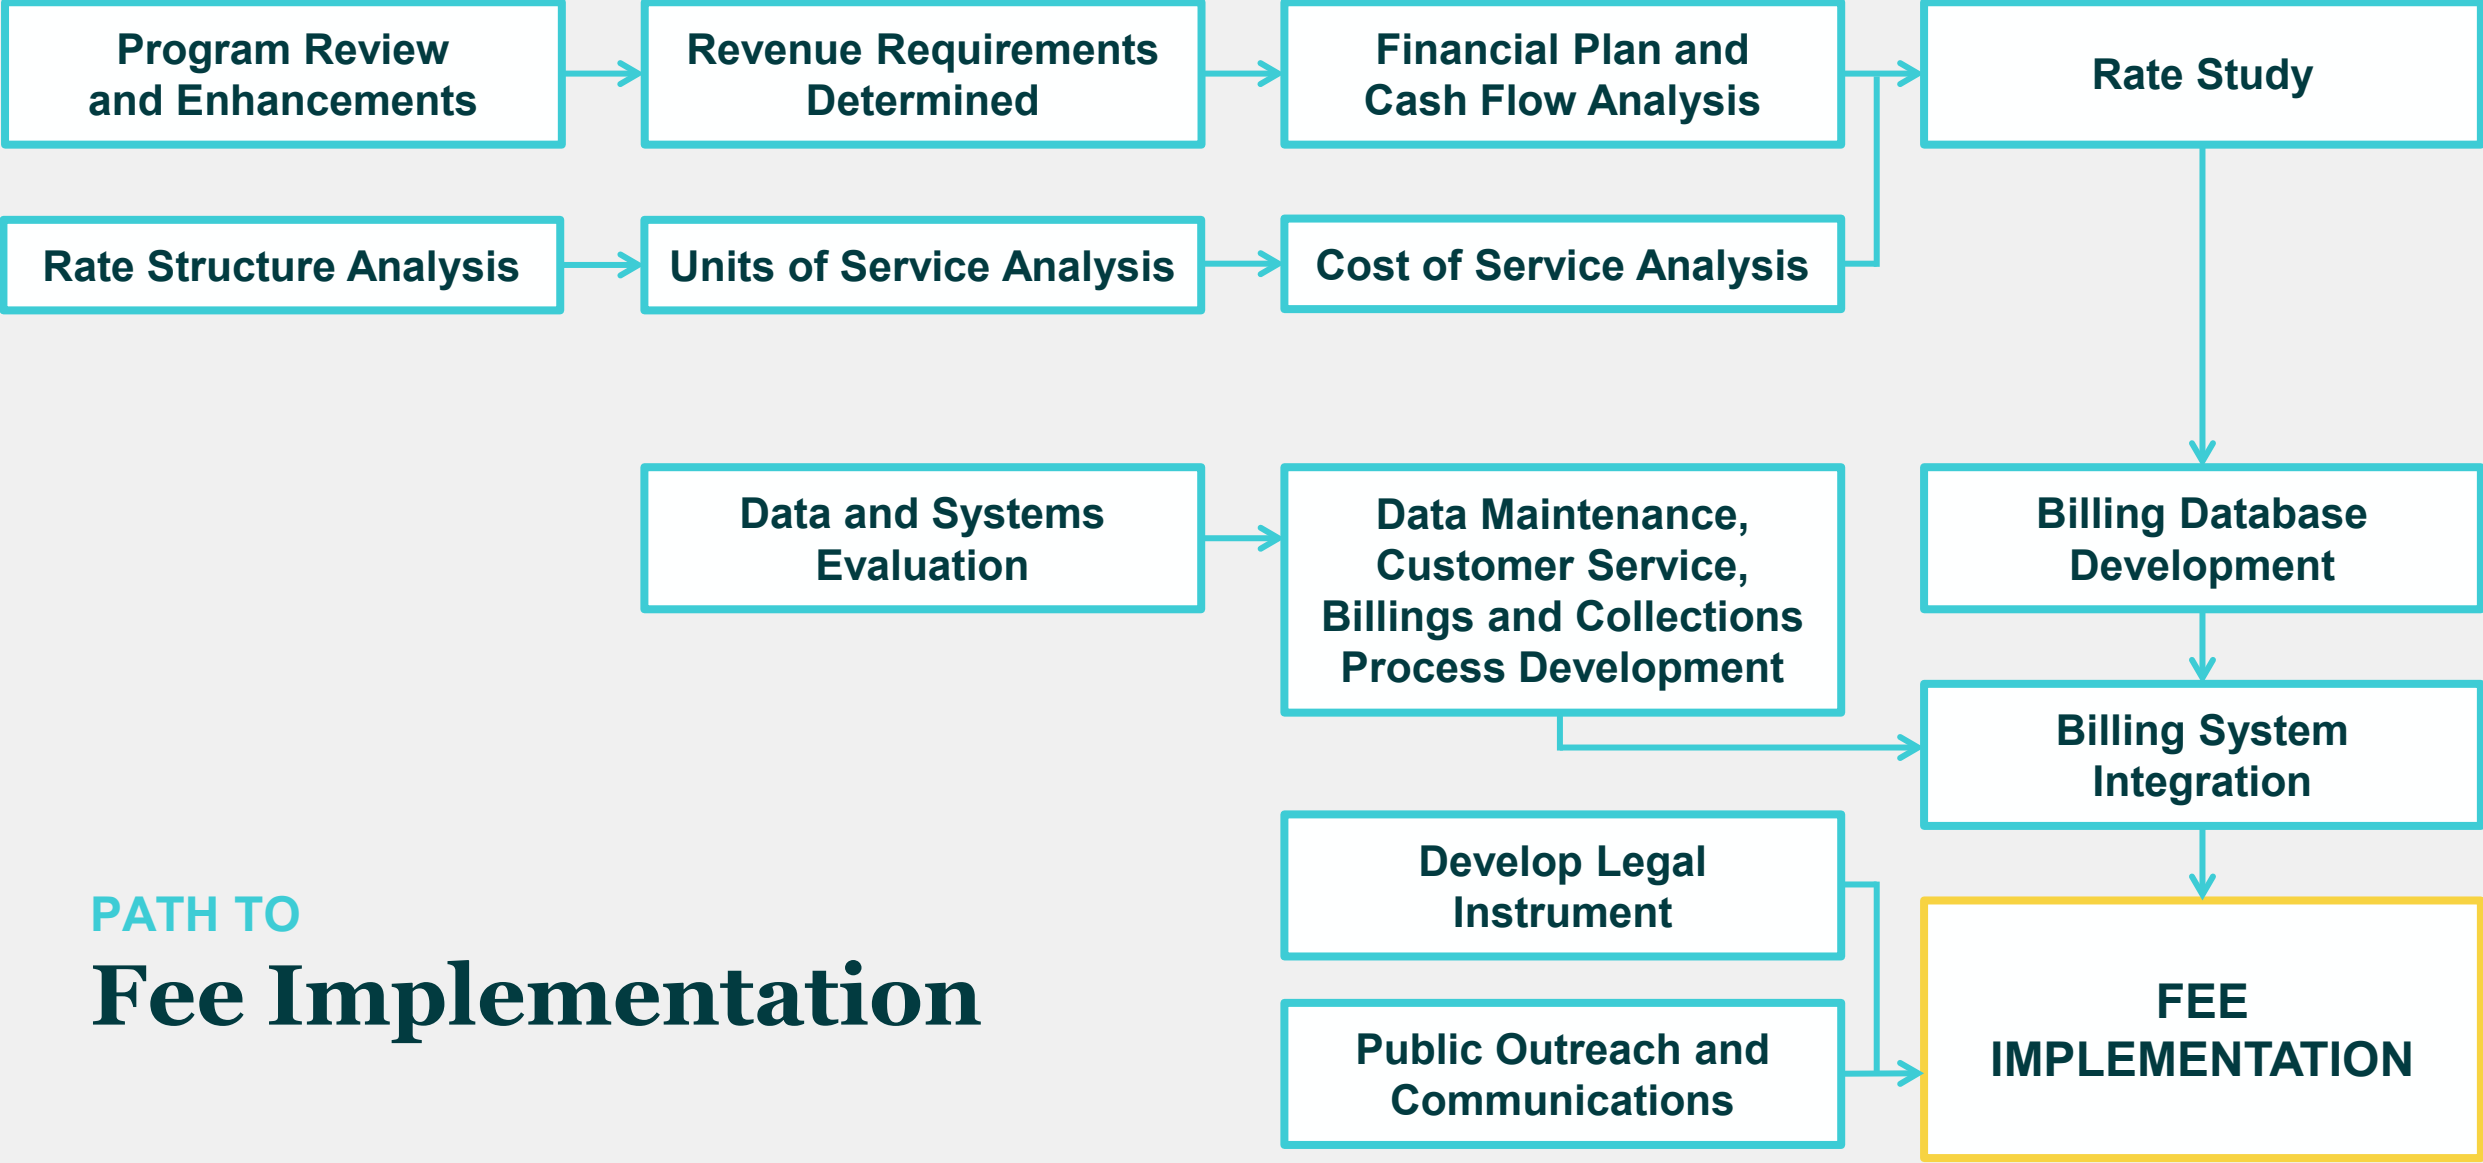 Program Review
and Enhancements
Revenue Requirements
Determined
Financial Plan and
Cash Flow Analysis
Rate Study
Rate Structure Analysis
Units of Service Analysis
Cost of Service Analysis
Data and Systems
Evaluation
Data Maintenance,
Customer Service,
Billings and Collections
Process Development
Billing Database
Development
Billing System
Integration
Develop Legal
Instrument
Public Outreach and
Communications
FEE
IMPLEMENTATION
PATH TO
Fee Implementation